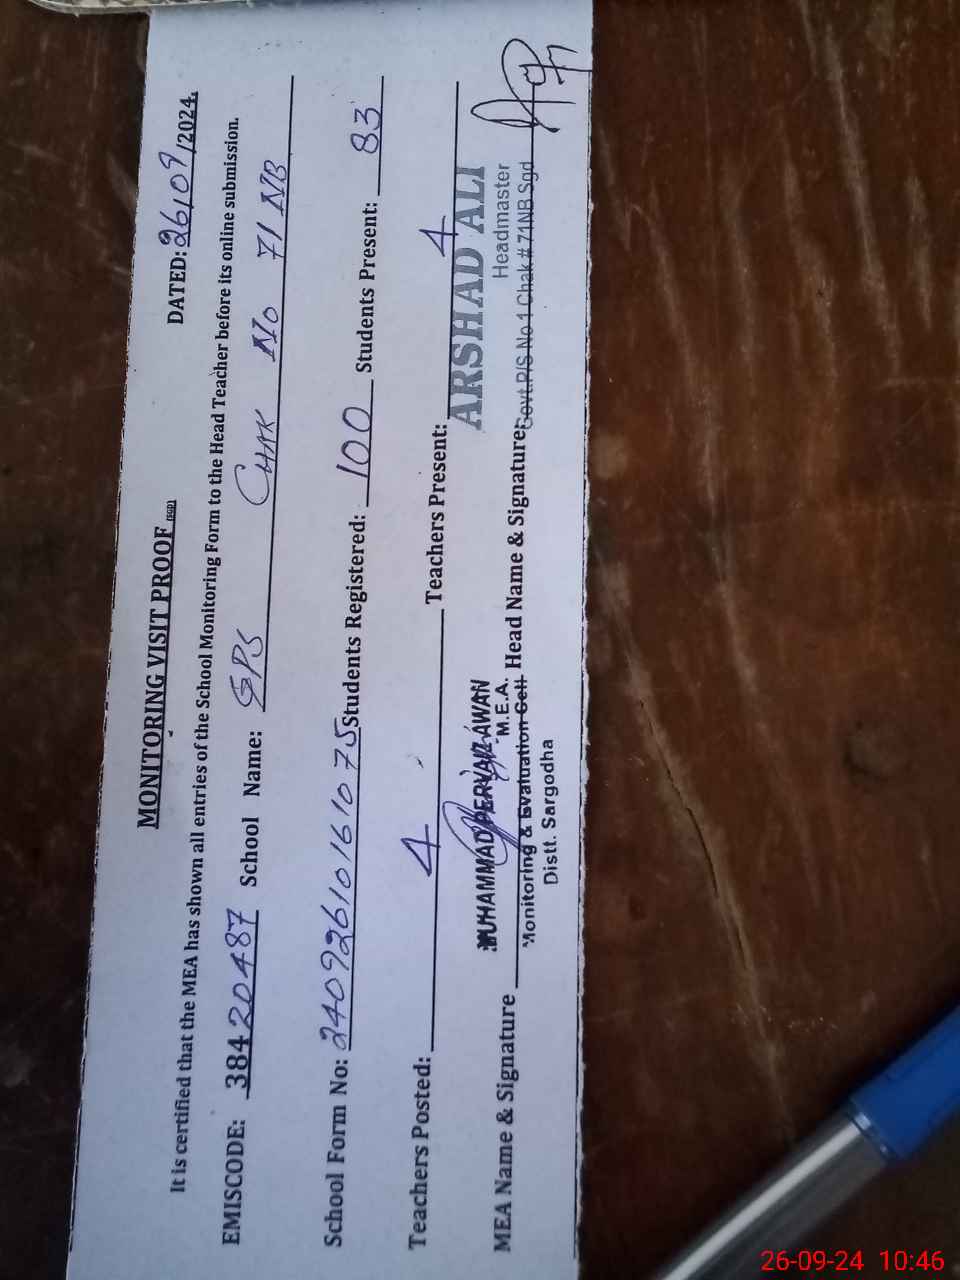 MONITORING VISIT PROOF (SGD)
DATED: 26/09/2024.
It is certified that the MEA has shown all entries of the School Monitoring Form to the Head Teacher before its online submission.
EMISCODE: 38420487 School Name: GPS CHAK No 71 NB
School Form No: 24092610161075 Students Registered: 100 Students Present: 83
Teachers Posted: 4 Teachers Present: 4
MUHAMMAD PERVAIZ AWAN
M.E.A.
ARSHAD ALI
Headmaster
MEA Name & Signature Monitoring & Evaluation Cell Head Name & Signature: Govt.P/S No 1 Chak # 71NB Sgd
Distt. Sargodha
26-09-24 10:46